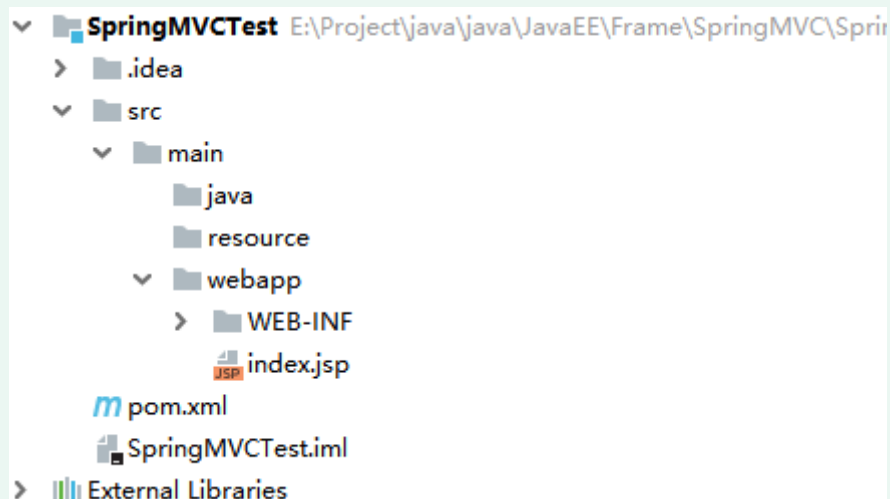 SpringMVCTest E:\Project\java\java\JavaEE\Frame\SpringMVC\Sprin
.idea
src
main
java
resource
webapp
WEB-INF
JSP index.jsp
m pom.xml
SpringMVCTest.iml
External Libraries